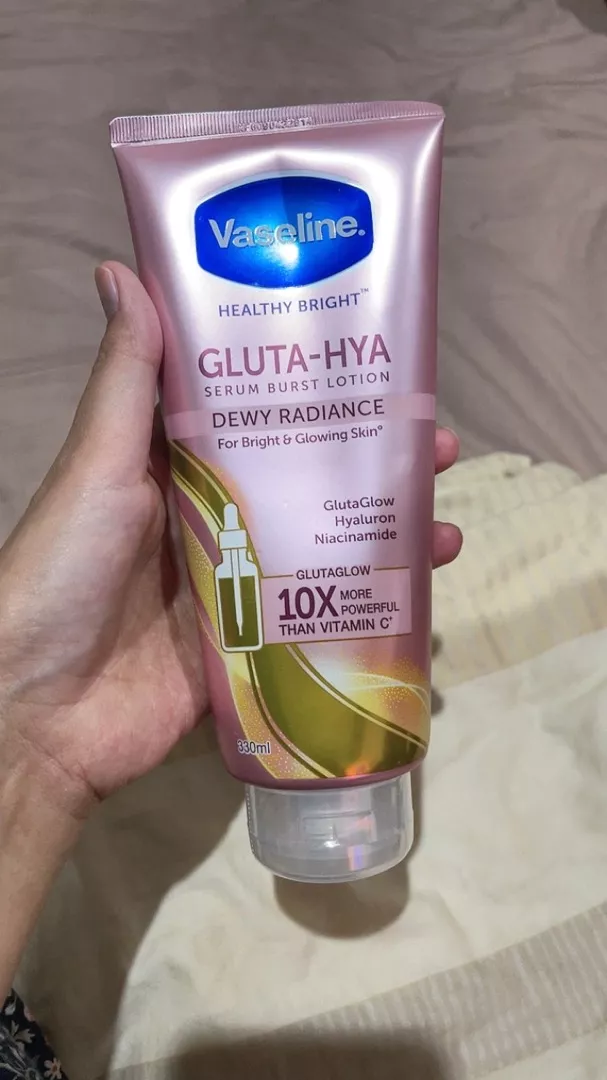 Vaseline.
HEALTHY BRIGHT™
GLUTA-HYA
SERUM BURST LOTION
DEWY RADIANCE
For Bright & Glowing Skin°
GlutaGlow
Hyaluron
Niacinamide
GLUTAGLOW
10X MORE
POWERFUL
THAN VITAMIN C*
330ml